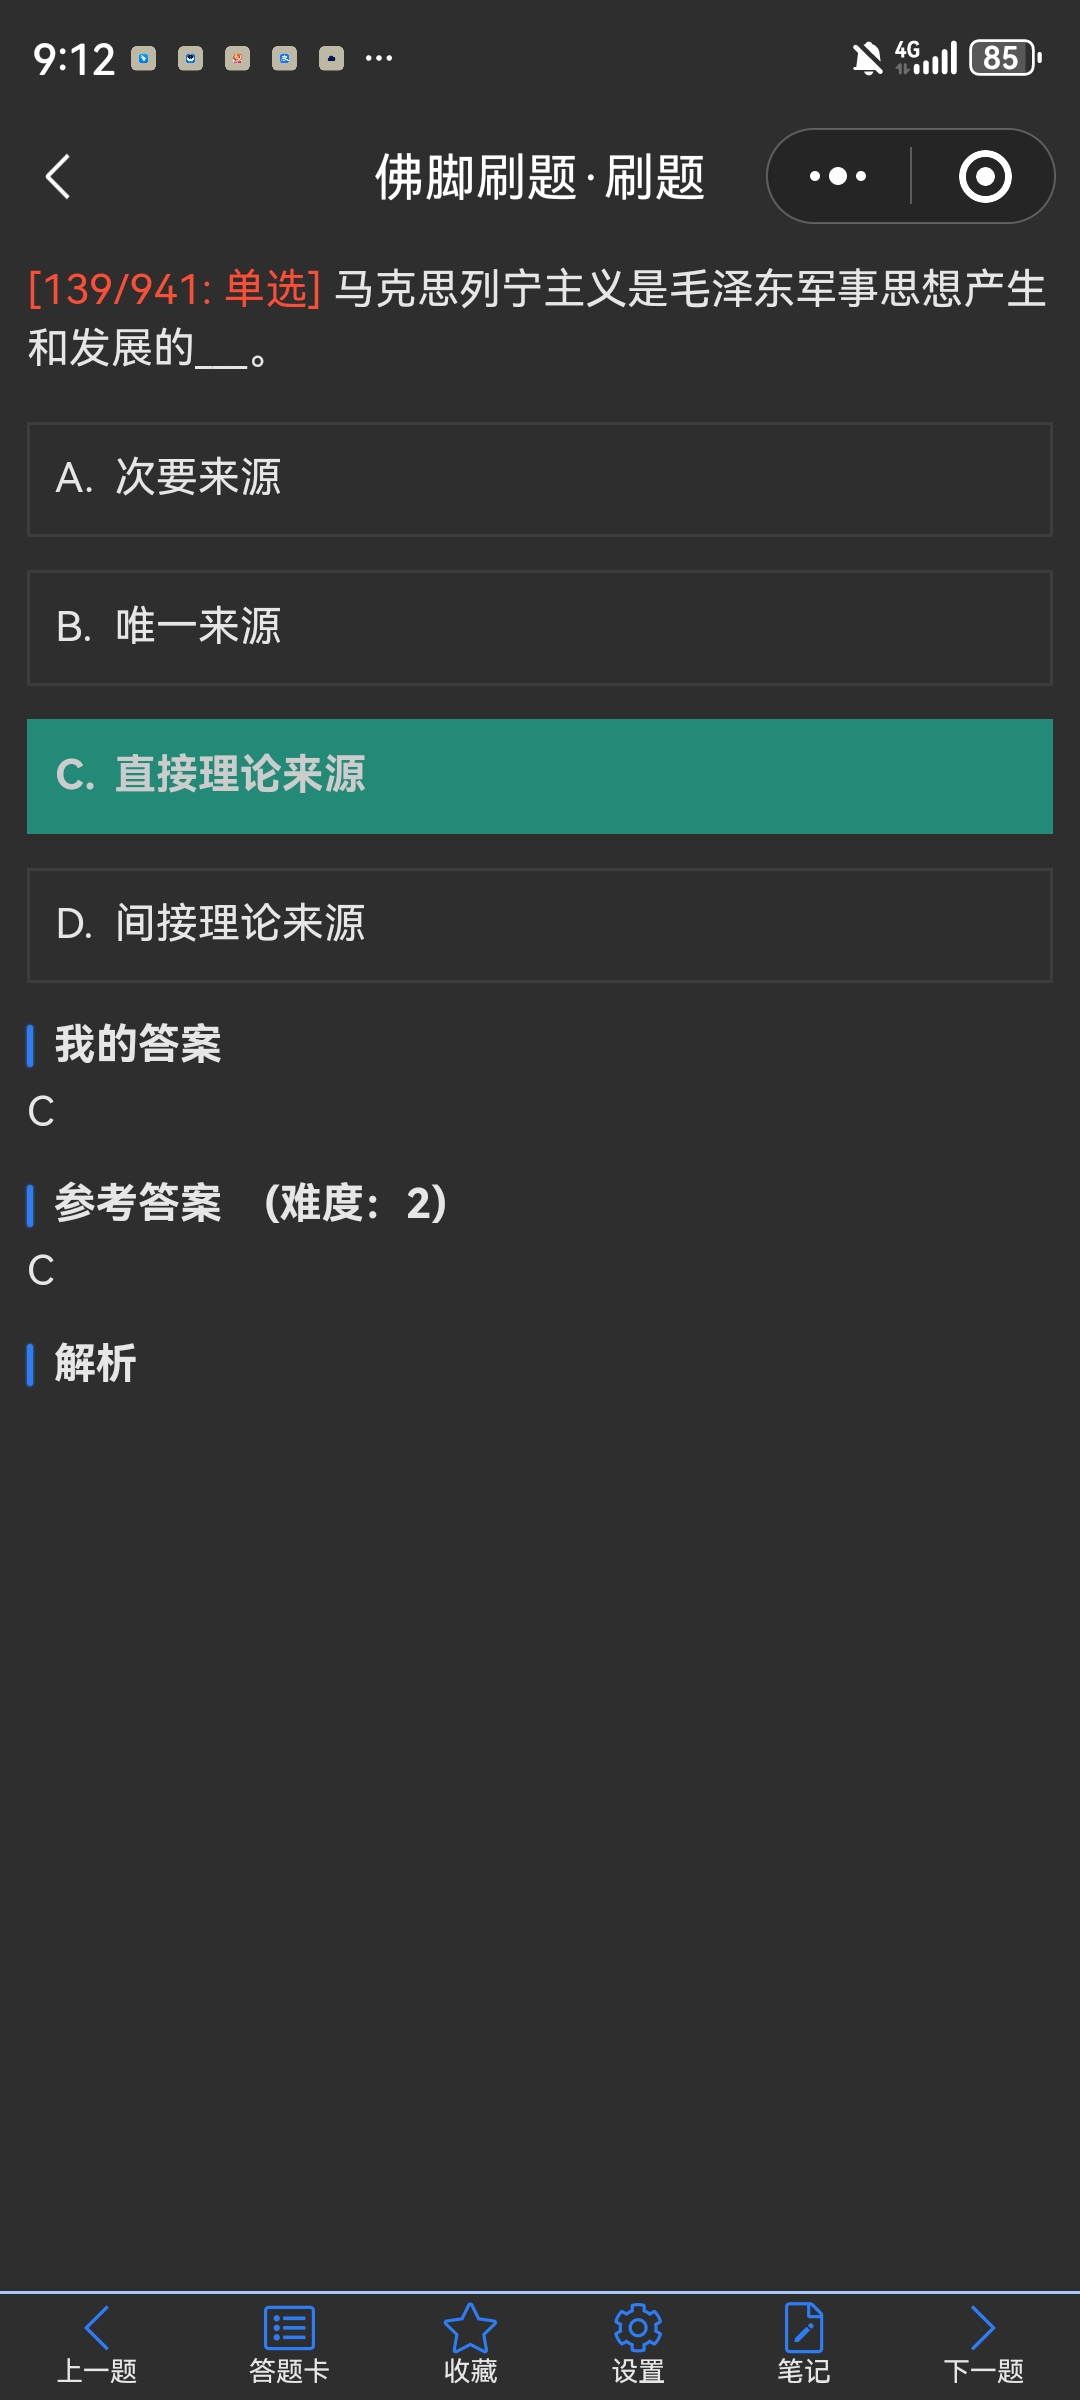 9:12
4G
85
佛脚刷题·刷题
[139/941: 单选] 马克思列宁主义是毛泽东军事思想产生
和发展的___。
A. 次要来源
B. 唯一来源
C. 直接理论来源
D. 间接理论来源
我的答案
C
参考答案 (难度：2)
C
解析
上一题 答题卡 收藏 设置 笔记 下一题